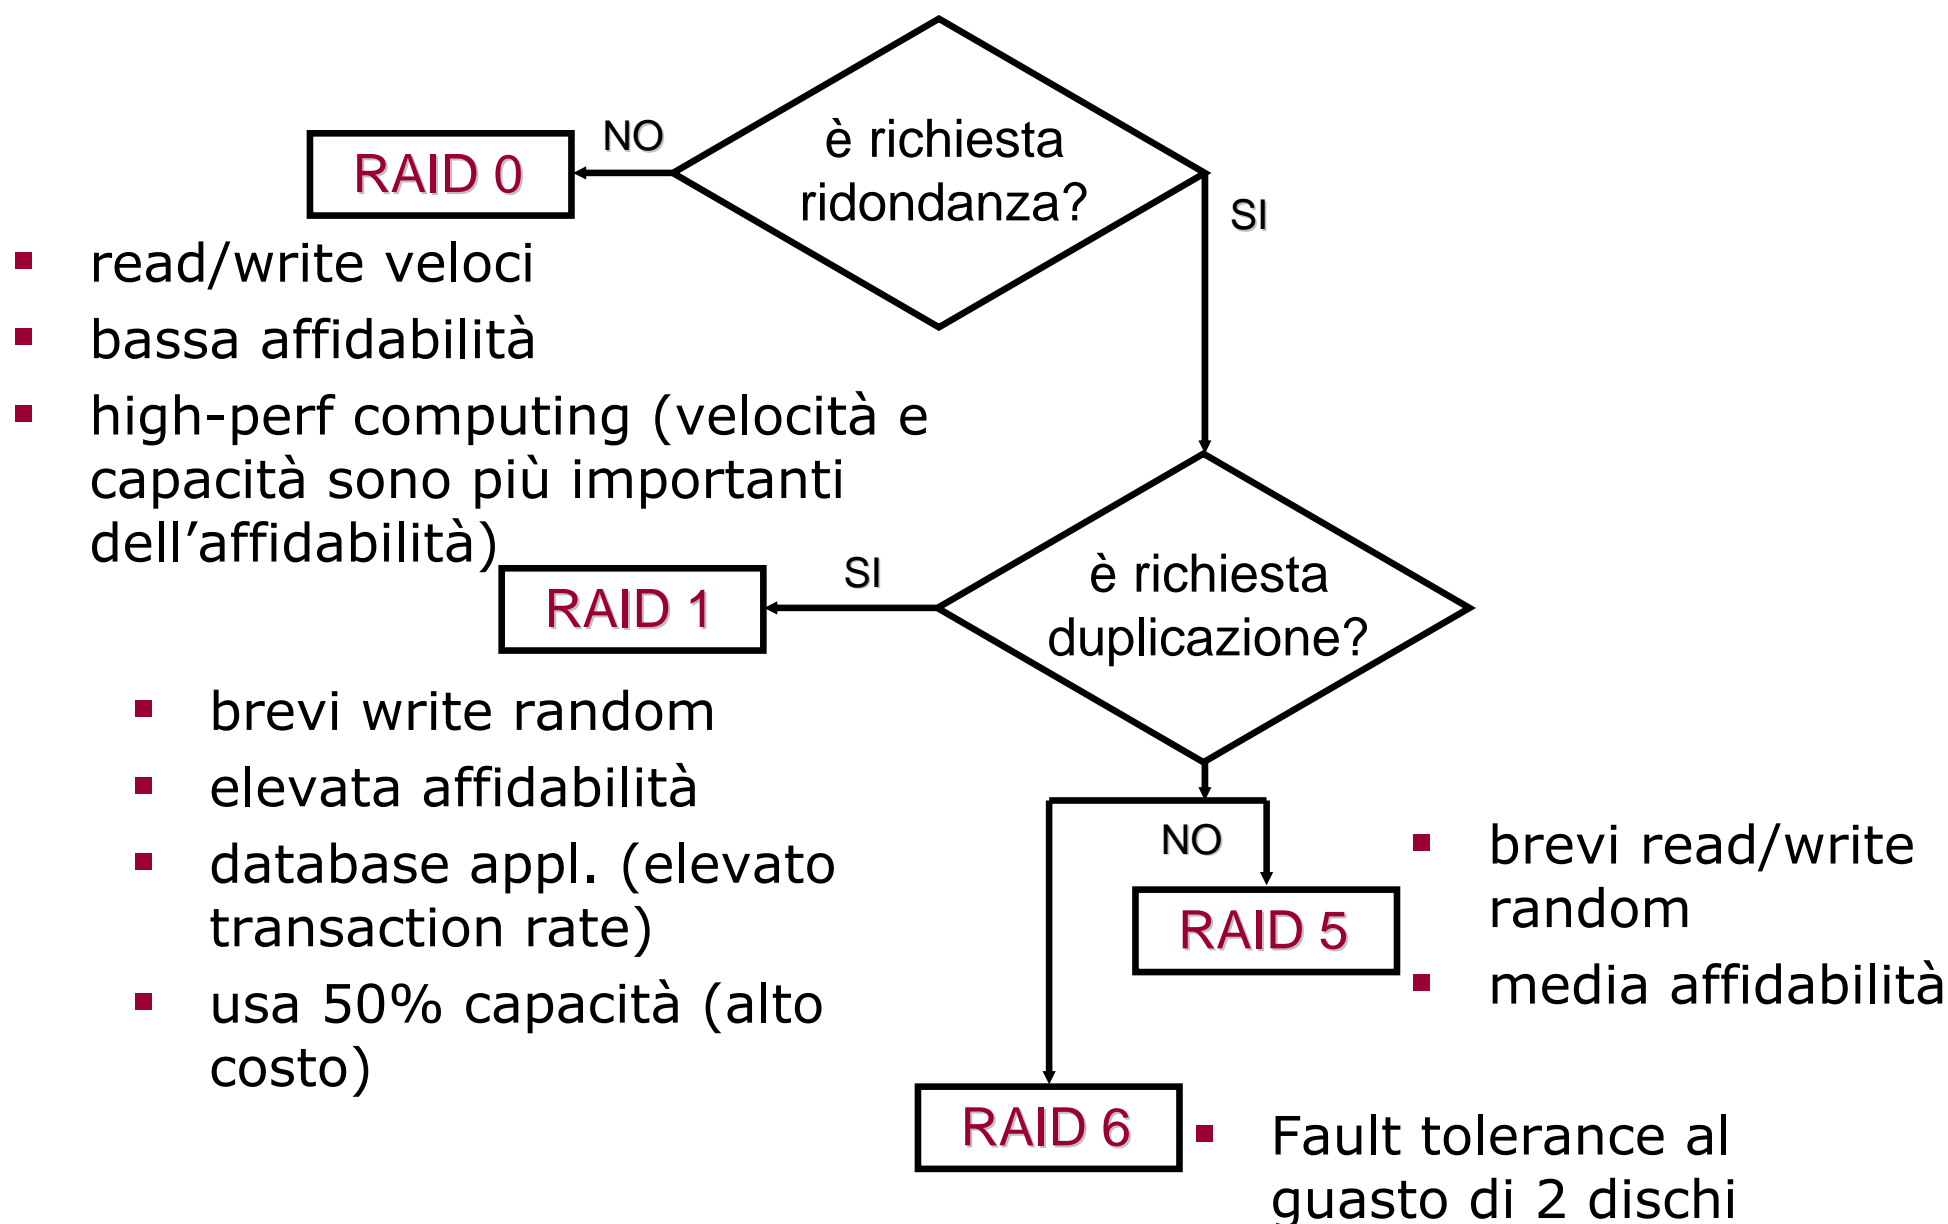 è richiesta
ridondanza?
NO
RAID 0
SI
▪ read/write veloci
▪ bassa affidabilità
▪ high-perf computing (velocità e
capacità sono più importanti
dell’affidabilità)
è richiesta
duplicazione?
SI
RAID 1
▪ brevi write random
▪ elevata affidabilità
▪ database appl. (elevato
transaction rate)
▪ usa 50% capacità (alto
costo)
NO
RAID 5
▪ brevi read/write
random
▪ media affidabilità
RAID 6
▪ Fault tolerance al
guasto di 2 dischi